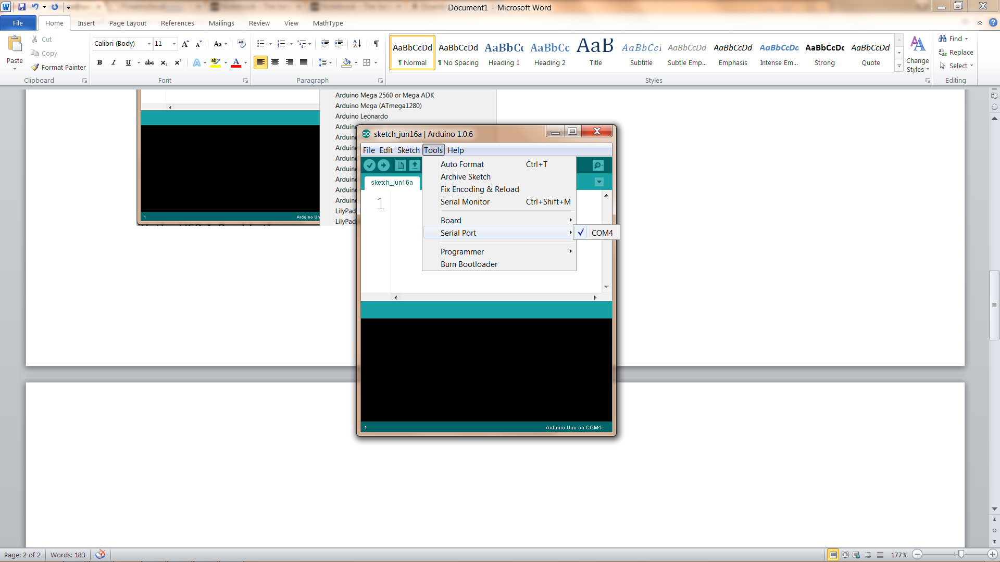 Document1 - Microsoft Word
File Home Insert Page Layout References Mailings Review View MathType
Paste
Cut
Copy
Format Painter
Clipboard
Calibri (Body) 11
Font
Paragraph
AaBbCcDd AaBbCcDd AaBbCc AaBbCc AaB AaBbCcI AaBbCcDd AaBbCcDd AaBbCcDd AaBbCcDc AaBbCcDd
¶ Normal ¶ No Spacing Heading 1 Heading 2 Title Subtitle Subtle Emp... Emphasis Intense Em... Strong Quote
Styles
Change
Styles
Find
Replace
Select
Editing
Arduino Mega 2560 or Mega ADK
Arduino Mega (ATmega1280)
Arduino Leonardo
Arduino
Arduin
Arduin
Arduin
Arduin
Arduin
Arduin
Arduin
LilyPad
LilyPad
1 Arduino Un
sketch_jun16a | Arduino 1.0.6
File Edit Sketch Tools Help
sketch_jun16a
1
Auto Format Ctrl+T
Archive Sketch
Fix Encoding & Reload
Serial Monitor Ctrl+Shift+M
Board
Serial Port
COM4
Programmer
Burn Bootloader
1 Arduino Uno on COM4
Page: 2 of 2 Words: 183 177%